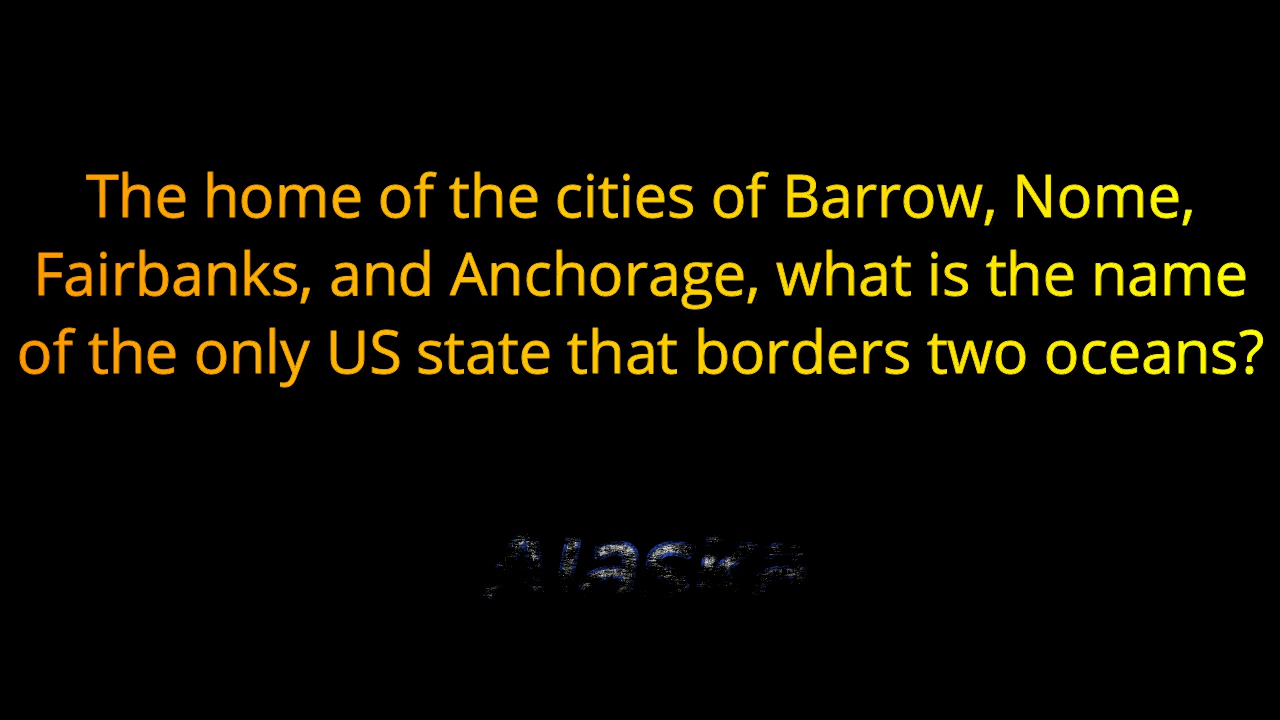 The home of the cities of Barrow, Nome,
Fairbanks, and Anchorage, what is the name
of the only US state that borders two oceans?
Alaska